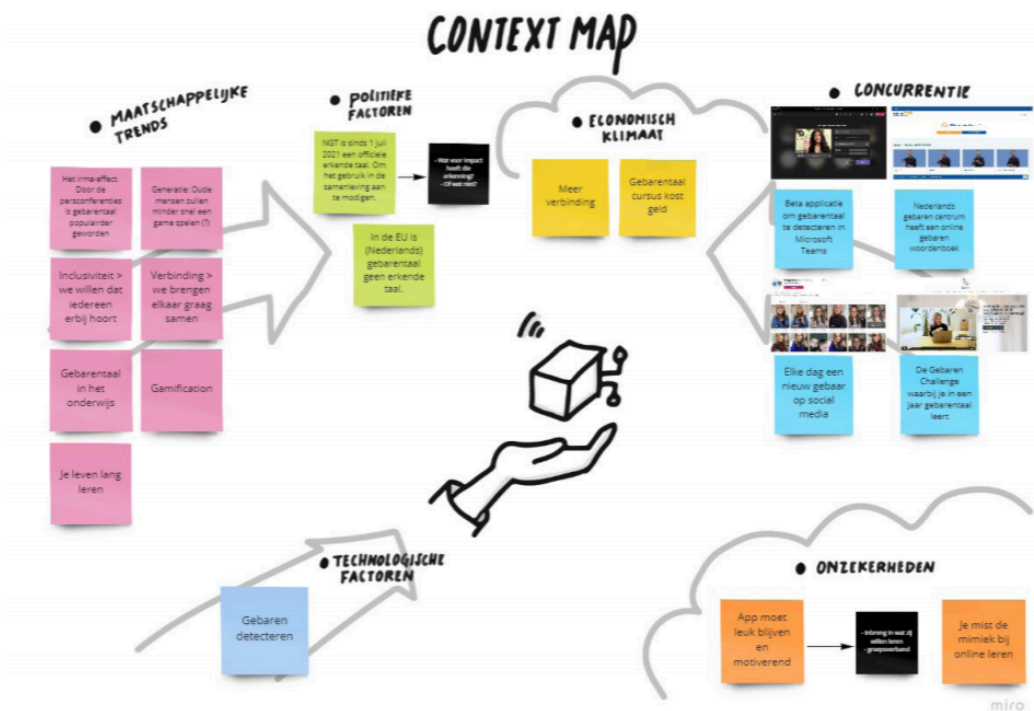 CONTEXT MAP
MAATSCHAPPELIJKE
TRENDS
Het irma-effect.
Door de
persconferenties
is gebarentaal
populairder
geworden
Generatie: Oude
mensen zullen
minder snel een
game spelen (?)
Inclusiviteit >
we willen dat
iedereen
erbij hoort
Verbinding >
we brengen
elkaar graag
samen
Gebarentaal
in het
onderwijs
Gamification
Je leven lang
leren
POLITIEKE
FACTOREN
NGT is sinds 1 juli
2021 een officiële
erkende taal. Om
het gebruik in de
samenleving aan
te modigen.
- Wat voor impact
heeft die
erkenning?
- Of wat niet?
In de EU is
(Nederlands)
gebarentaal
geen erkende
taal.
ECONOMISCH
KLIMAAT
Meer
verbinding
Gebarentaal
cursus kost
geld
CONCURRENTIE
Beta applicatie
om gebarentaal
te detecteren in
Microsoft
Teams
Nederlands
gebaren centrum
heeft een online
gebaren
woordenboek
Elke dag een
nieuw gebaar
op social
media
De Gebaren
Challenge
waarbij je in een
jaar gebarentaal
leert
TECHNOLOGISCHE
FACTOREN
Gebaren
detecteren
ONZEKERHEDEN
App moet
leuk blijven
en
motiverend
- Inbreng in wat zij
willen leren
- groepsverband
Je mist de
mimiek bij
online leren
miro